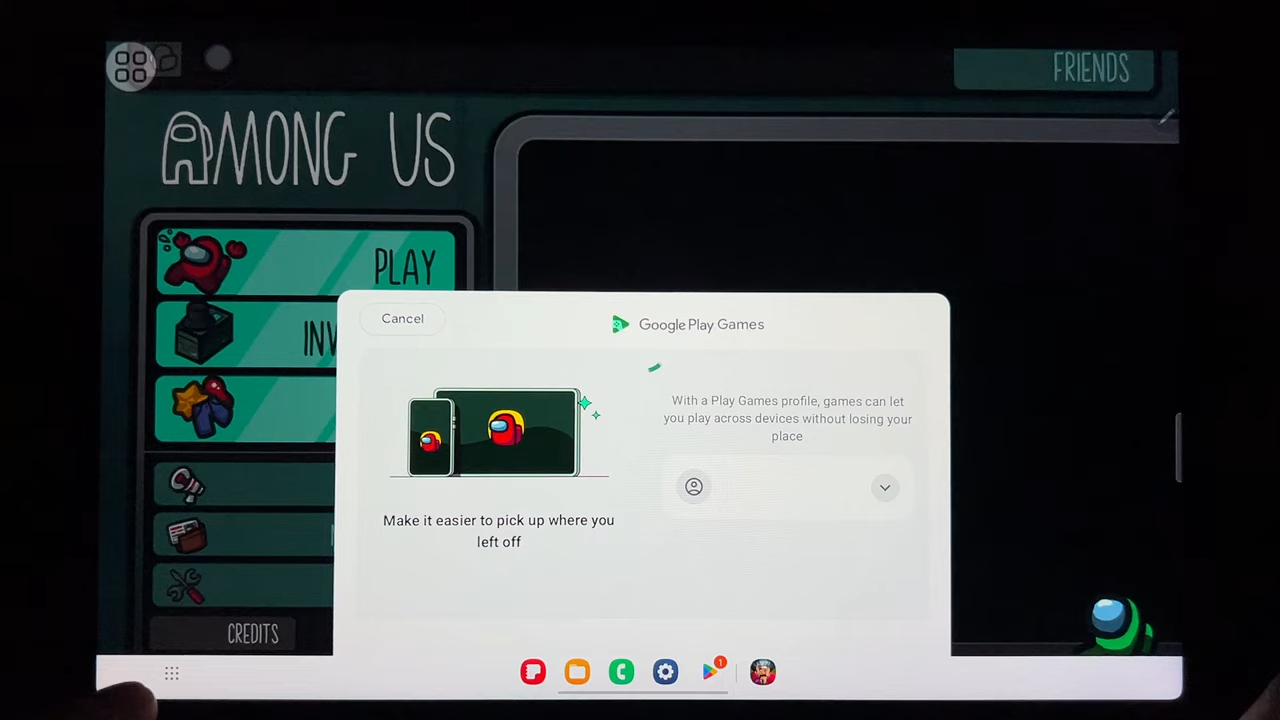 FRIENDS
AMONG US
PLAY
INV
Cancel
Google Play Games
With a Play Games profile, games can let
you play across devices without losing your
place
Make it easier to pick up where you
left off
CREDITS
1